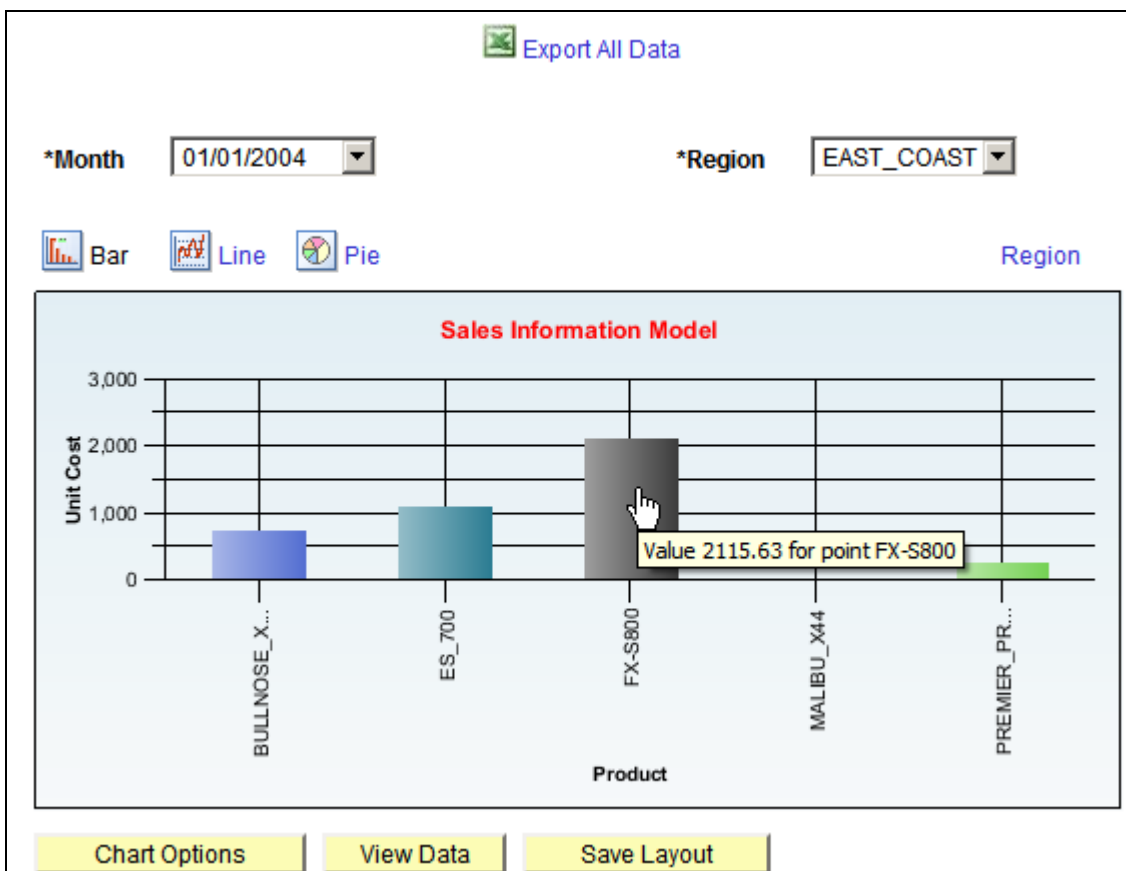 Export All Data
*Month 01/01/2004 *Region EAST_COAST
Bar Line Pie Region
Sales Information Model
3,000
2,000
1,000
0
Unit Cost
Value 2115.63 for point FX-S800
BULLNOSE_X...
ES_700
FX-S800
MALIBU_X44
PREMIER_PR...
Product
Chart Options View Data Save Layout